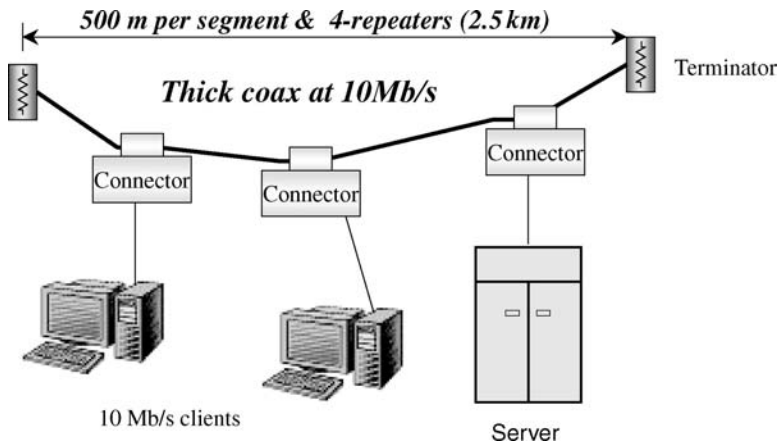 500 m per segment & 4-repeaters (2.5 km)
Thick coax at 10Mb/s
Terminator
Connector
Connector
Connector
10 Mb/s clients
Server